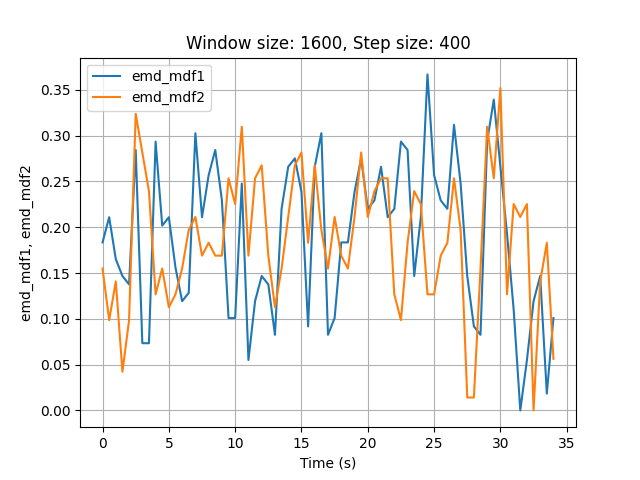 Window size: 1600, Step size: 400
emd_mdf1
emd_mdf2
emd_mdf1, emd_mdf2
0.35
0.30
0.25
0.20
0.15
0.10
0.05
0.00
0 5 10 15 20 25 30 35
Time (s)